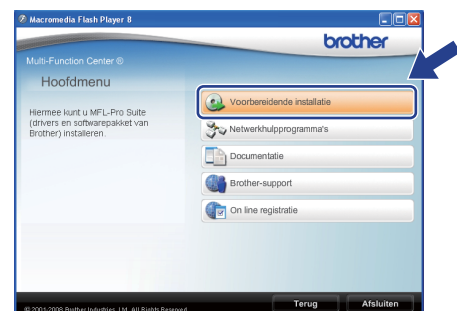 Macromedia Flash Player 8
brother
Multi-Function Center ®
Hoofdmenu
Hiermee kunt u MFL-Pro Suite
(drivers en softwarepakket van
Brother) installeren.
Voorbereidende installatie
Netwerkhulpprogramma's
Documentatie
Brother-support
On line registratie
© 2001-2008 Brother Industries, Ltd. All Rights Reserved.
Terug
Afsluiten